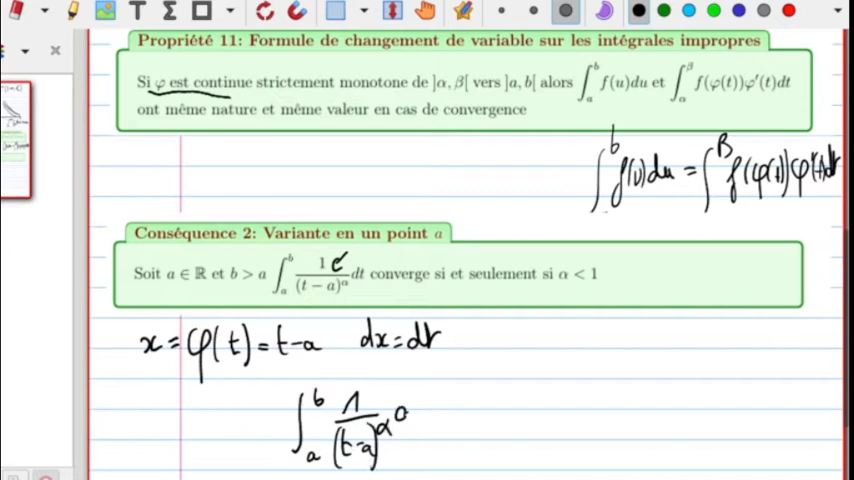 Propriété 11: Formule de changement de variable sur les intégrales impropres
Si φ est continue strictement monotone de ]α, β[ vers ]a, b[ alors ∫_a^b f(u)du et ∫_α^β f(φ(t))φ'(t)dt
ont même nature et même valeur en cas de convergence
∫^b f(u)du = ∫^β f(φ(t))φ'(t)dt
Conséquence 2: Variante en un point a
Soit a ∈ ℝ et b > a ∫_a^b 1/(t − a)^α dt converge si et seulement si α < 1
x = φ(t) = t-a dx = dt
∫_a^b 1/(t-a)^α